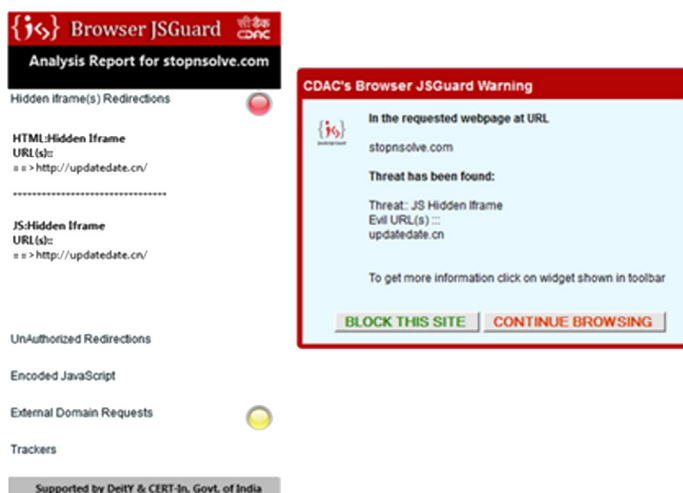 {js} Browser JSGuard सी डैक
CDAC
Analysis Report for stopnsolve.com
Hidden iframe(s) Redirections
HTML:Hidden Iframe
URL(s)::
= = > http://updatedate.cn/
********************************
JS:Hidden Iframe
URL(s)::
= = > http://updatedate.cn/
UnAuthorized Redirections
Encoded JavaScript
External Domain Requests
Trackers
Supported by DeitY & CERT-In, Govt. of India
CDAC's Browser JSGuard Warning
{js}
In the requested webpage at URL
stopnsolve.com
Threat has been found:
Threat:: JS Hidden Iframe
Evil URL(s) :::
updatedate.cn
To get more information click on widget shown in toolbar
BLOCK THIS SITE CONTINUE BROWSING